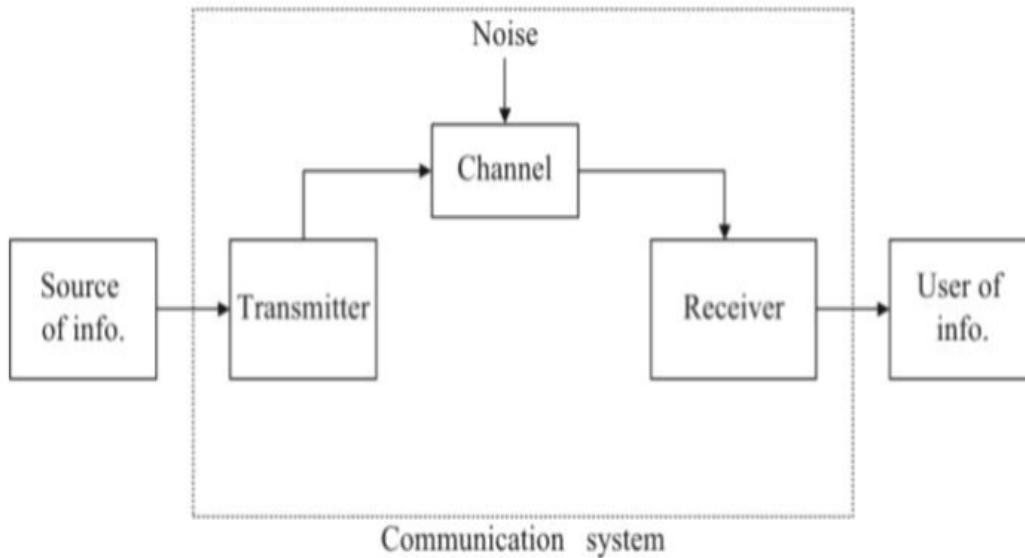 Noise
Channel
Source
of info.
Transmitter
Receiver
User of
info.
Communication system